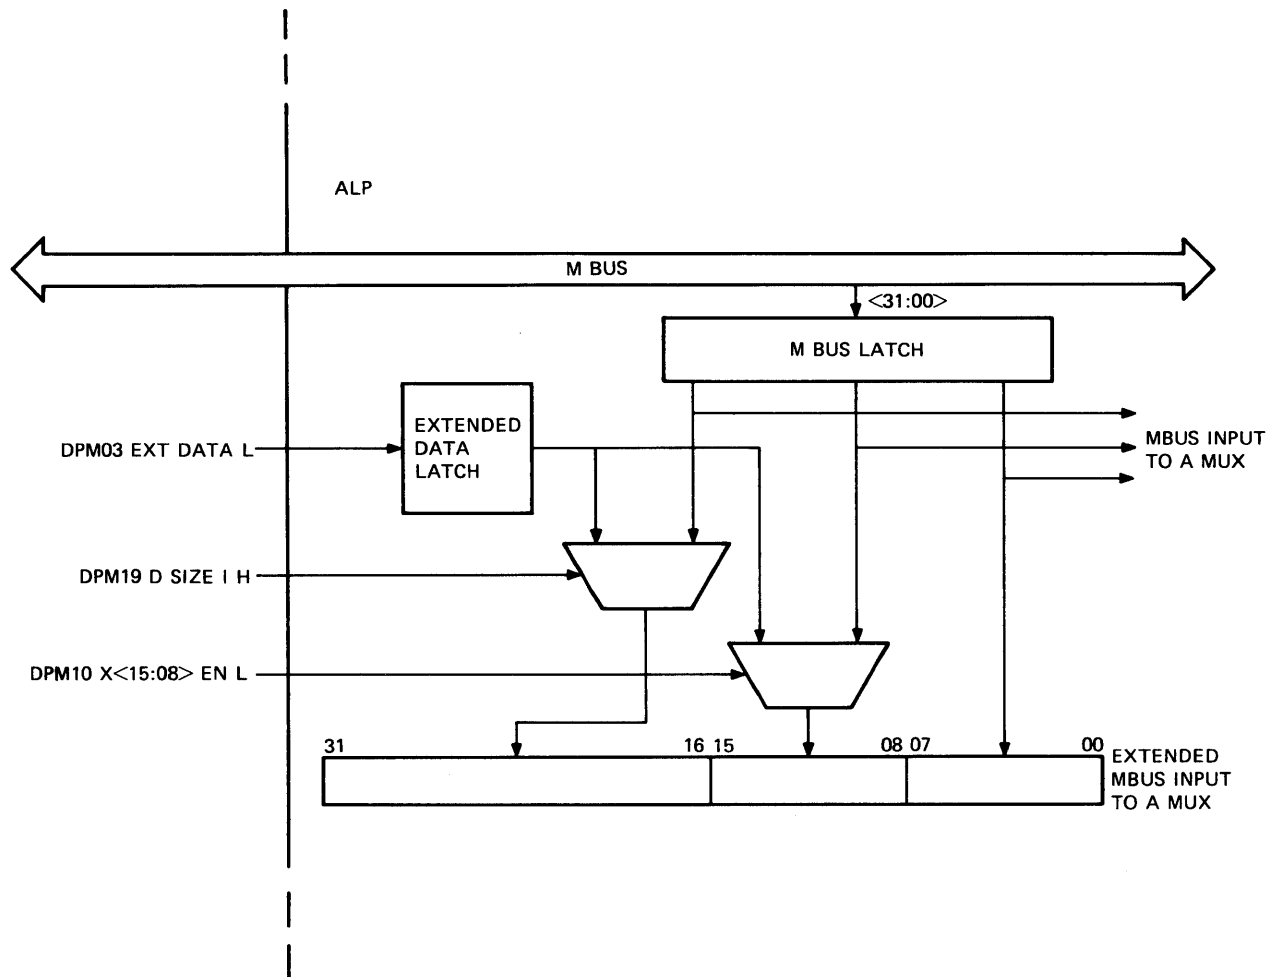 ALP
M BUS
<31:00>
M BUS LATCH
EXTENDED
DATA
LATCH
DPM03 EXT DATA L
MBUS INPUT
TO A MUX
DPM19 D SIZE I H
DPM10 X<15:08> EN L
31
16 15
08 07
00
EXTENDED
MBUS INPUT
TO A MUX